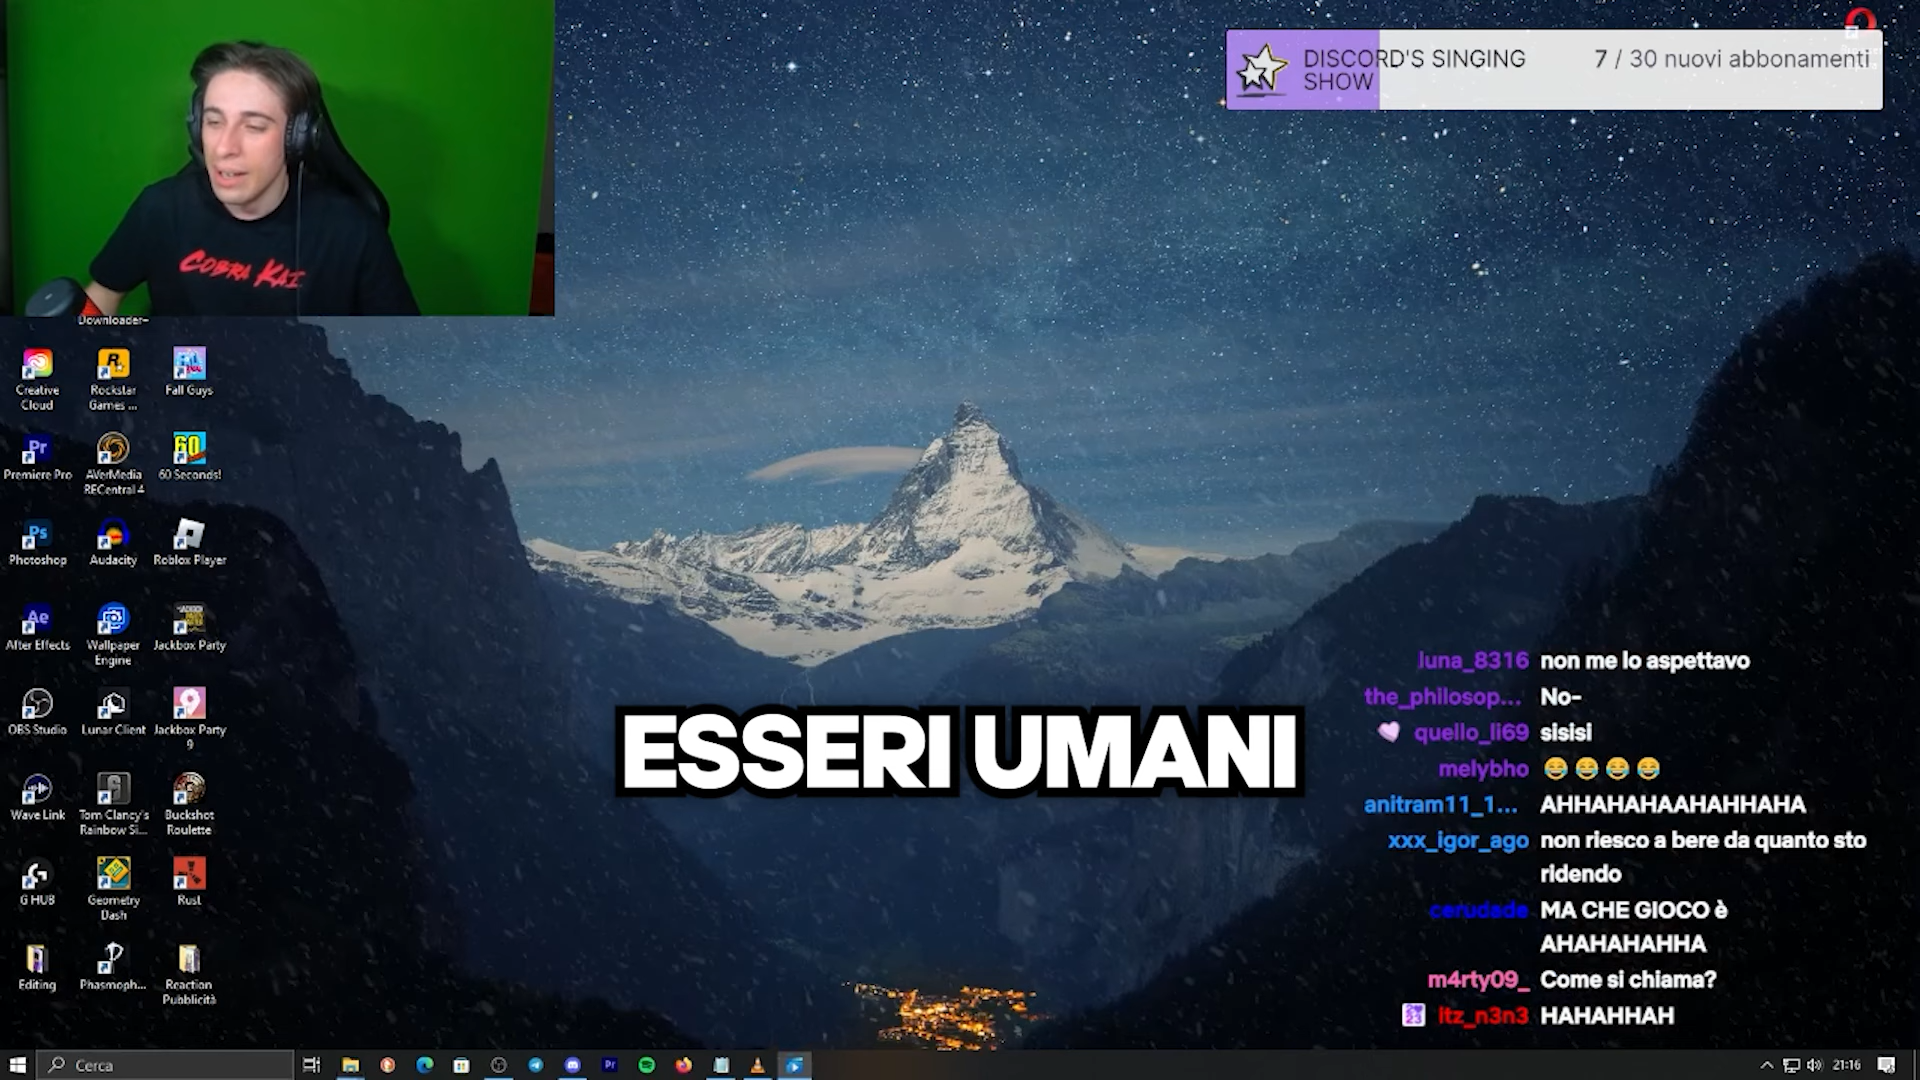 COBRA KAI
DISCORD'S SINGING
SHOW
7 / 30 nuovi abbonamenti
Downloader-
Creative
Cloud
Rockstar
Games ...
Fall Guys
Premiere Pro
AVerMedia
RECentral 4
60 Seconds!
Photoshop
Audacity
Roblox Player
After Effects
Wallpaper
Engine
Jackbox Party
OBS Studio
Lunar Client
Jackbox Party
9
Wave Link
Tom Clancy's
Rainbow Si...
Buckshot
Roulette
G HUB
Geometry
Dash
Rust
Editing
Phasmoph...
Reaction
Pubblicità
ESSERI UMANI
luna_8316 non me lo aspettavo
the_philosop... No-
quello_li69 sisisi
melybho 😂 😂 😂 😂
anitram11_1... AHHAHAHAAHAHHAHA
xxx_igor_ago non riesco a bere da quanto sto
ridendo
cerudade MA CHE GIOCO è
AHAHAHAHHA
m4rty09_ Come si chiama?
itz_n3n3 HAHAHHAH
Cerca
21:16